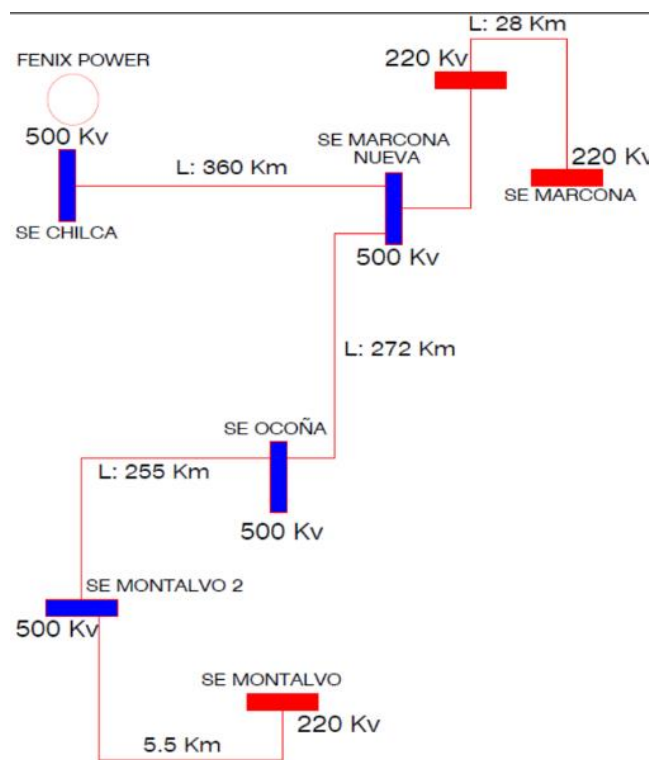 L: 28 Km
FENIX POWER
220 Kv
500 Kv
SE MARCONA
NUEVA
L: 360 Km
220 Kv
SE MARCONA
SE CHILCA
500 Kv
L: 272 Km
SE OCOÑA
L: 255 Km
500 Kv
SE MONTALVO 2
500 Kv
SE MONTALVO
220 Kv
5.5 Km